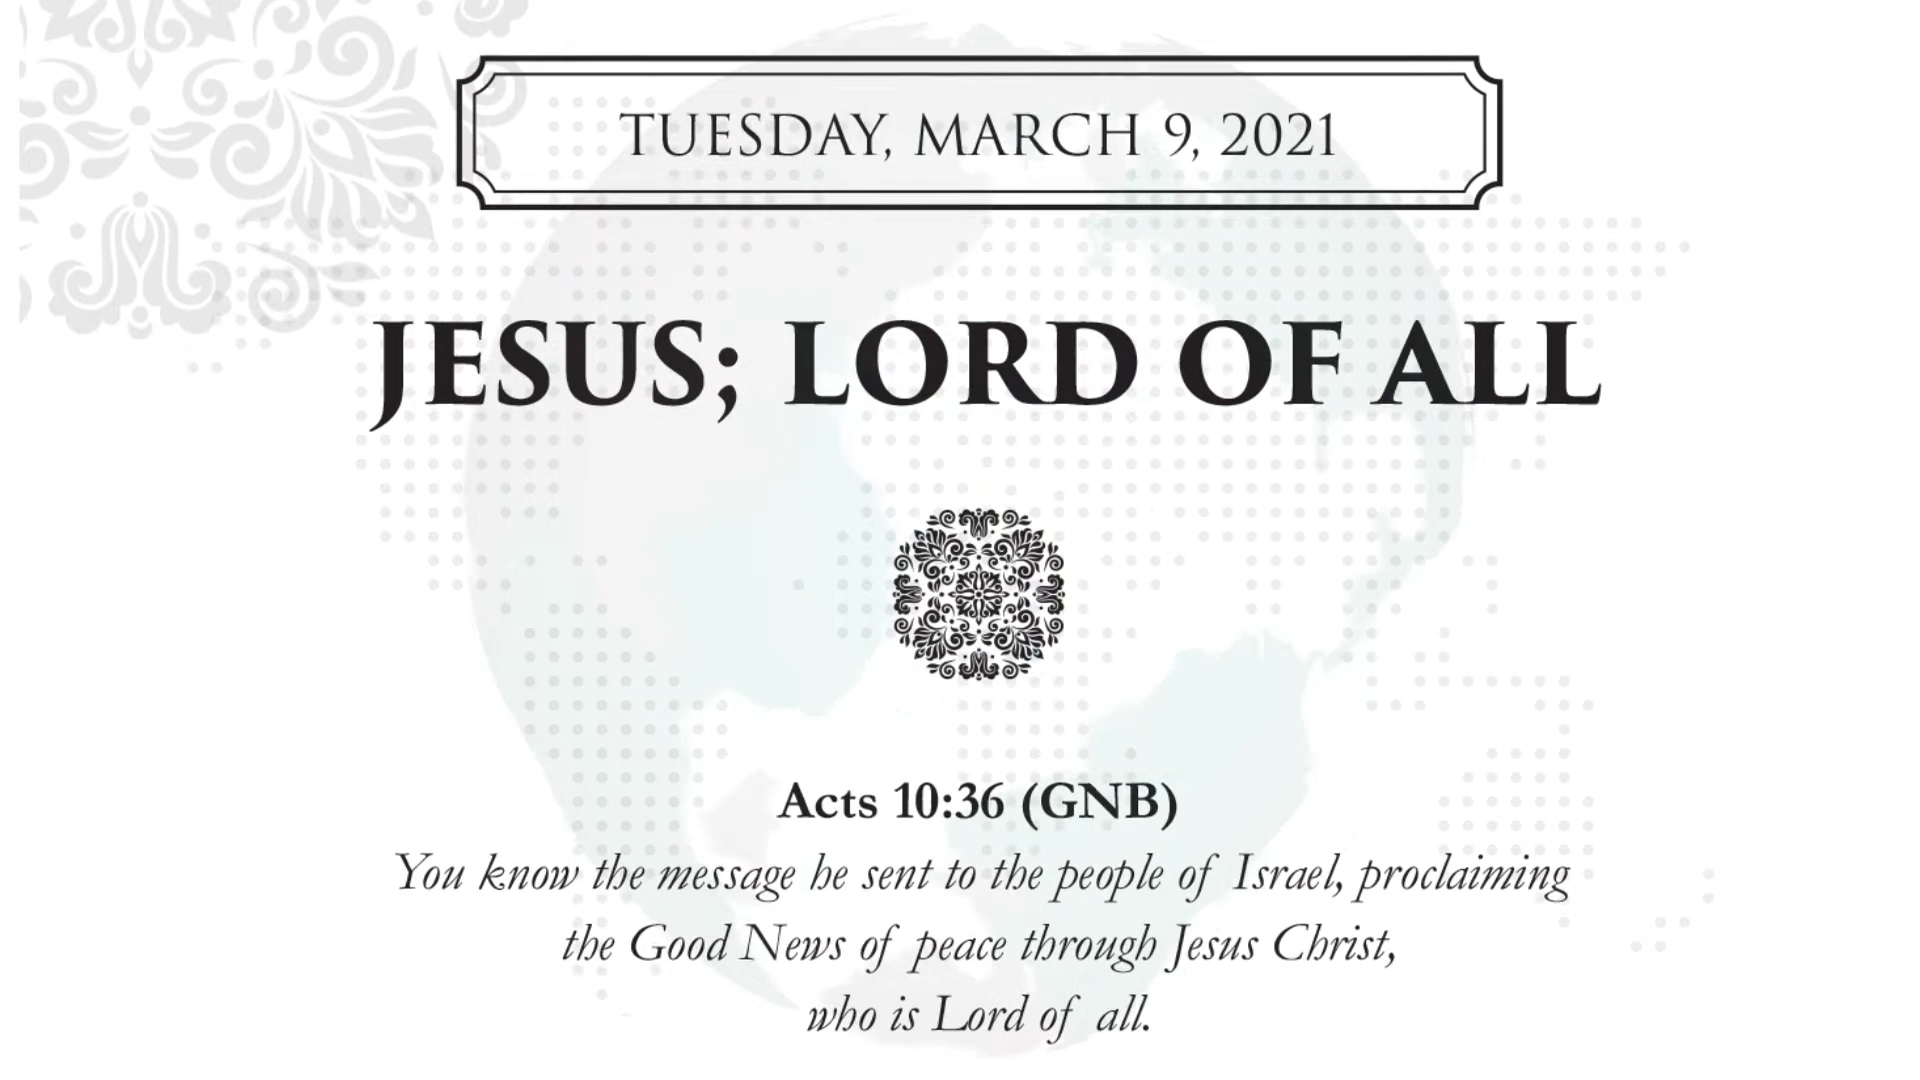 TUESDAY, MARCH 9, 2021
JESUS; LORD OF ALL
Acts 10:36 (GNB)
You know the message he sent to the people of Israel, proclaiming
the Good News of peace through Jesus Christ,
who is Lord of all.